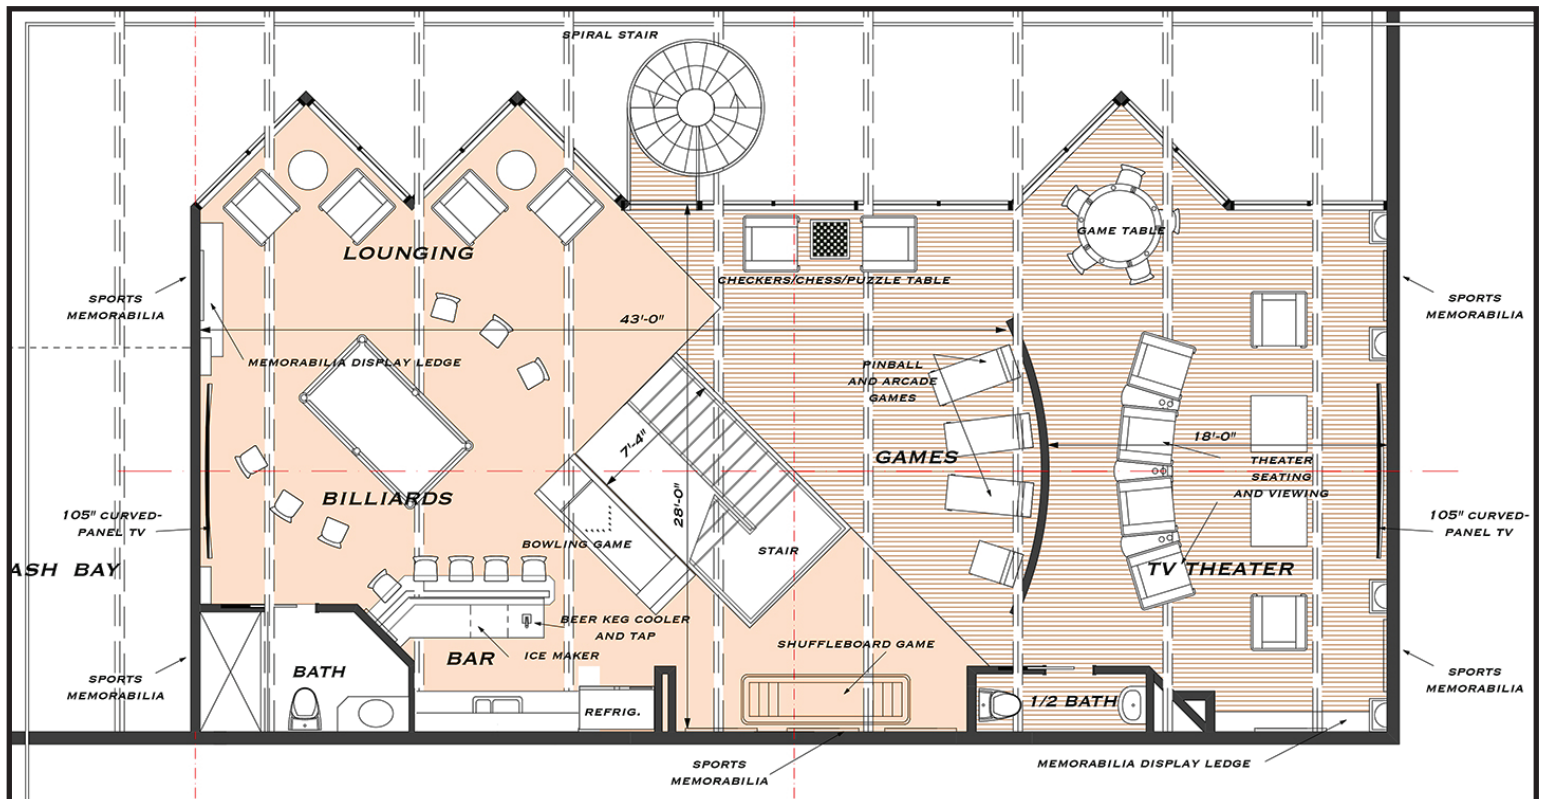 SPIRAL STAIR
LOUNGING
GAME TABLE
CHECKERS/CHESS/PUZZLE TABLE
SPORTS
MEMORABILIA
SPORTS
MEMORABILIA
43'-0"
MEMORABILIA DISPLAY LEDGE
PINBALL
AND ARCADE
GAMES
7'-4"
18'-0"
GAMES
THEATER
SEATING
AND VIEWING
BILLIARDS
28'-0"
105" CURVED-
PANEL TV
105" CURVED-
PANEL TV
BOWLING GAME
STAIR
ASH BAY
TV THEATER
BEER KEG COOLER
AND TAP
ICE MAKER
BAR
SHUFFLEBOARD GAME
BATH
SPORTS
MEMORABILIA
SPORTS
MEMORABILIA
1/2 BATH
REFRIG.
SPORTS
MEMORABILIA
MEMORABILIA DISPLAY LEDGE